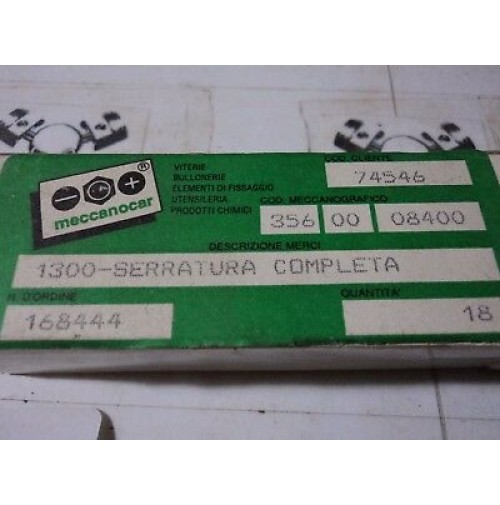 ®
meccanocar
VITERIE
BULLONERIE
ELEMENTI DI FISSAGGIO
UTENSILERIA
PRODOTTI CHIMICI
COD. CLIENTE
74546
COD. MECCANOGRAFICO
356 00 08400
DESCRIZIONE MERCI
1300-SERRATURA COMPLETA
N. D'ORDINE
168444
QUANTITA'
18